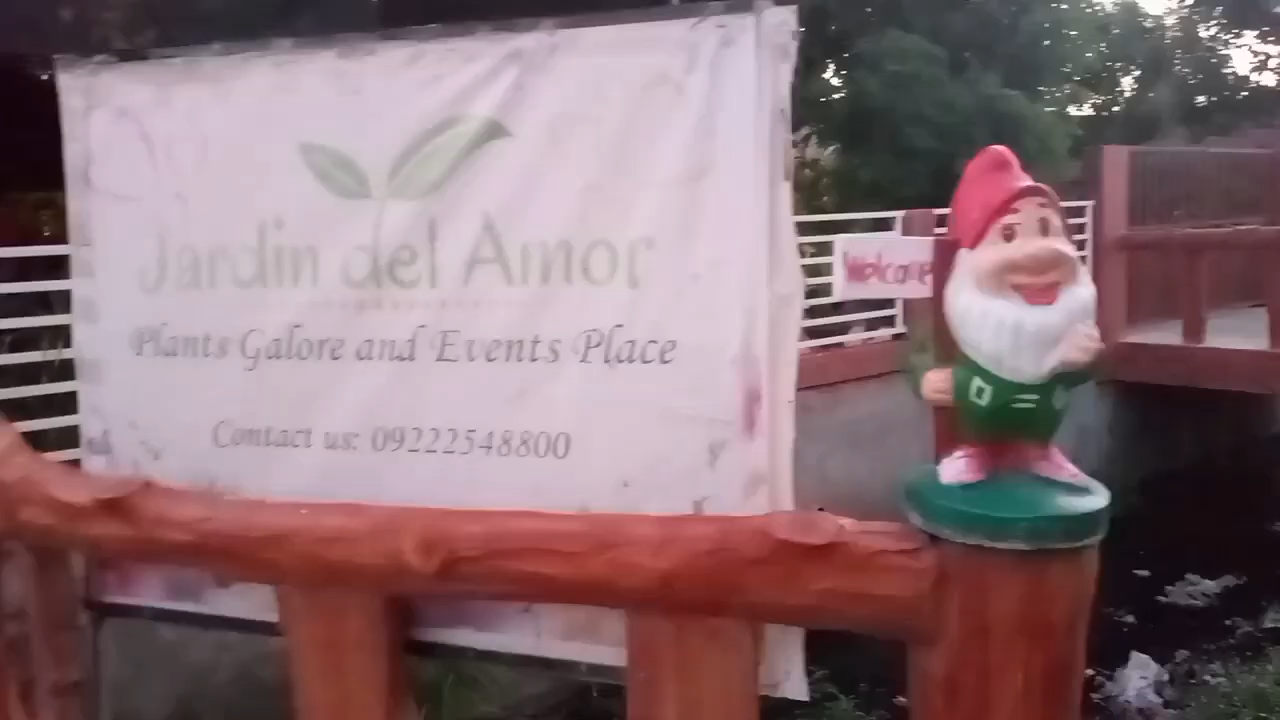 Jardin del Amor
Plants Galore and Events Place
Contact us: 09222548800
Welcome